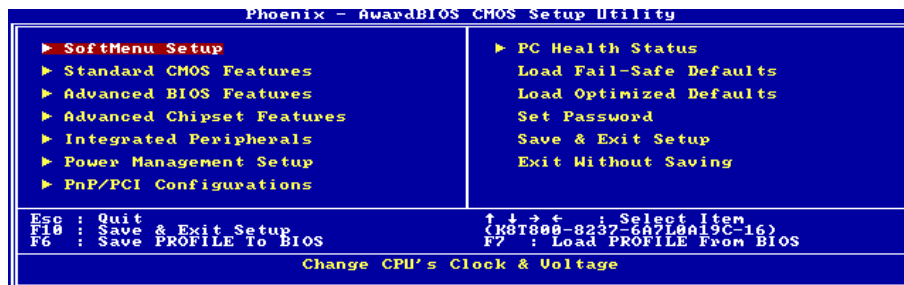 Phoenix - AwardBIOS CMOS Setup Utility
► SoftMenu Setup
► Standard CMOS Features
► Advanced BIOS Features
► Advanced Chipset Features
► Integrated Peripherals
► Power Management Setup
► PnP/PCI Configurations
► PC Health Status
Load Fail-Safe Defaults
Load Optimized Defaults
Set Password
Save & Exit Setup
Exit Without Saving
Esc : Quit
F10 : Save & Exit Setup
F6 : Save PROFILE To BIOS
↑ ↓ → ← : Select Item
(K8T800-8237-6A7L0A19C-16)
F7 : Load PROFILE From BIOS
Change CPU's Clock & Voltage